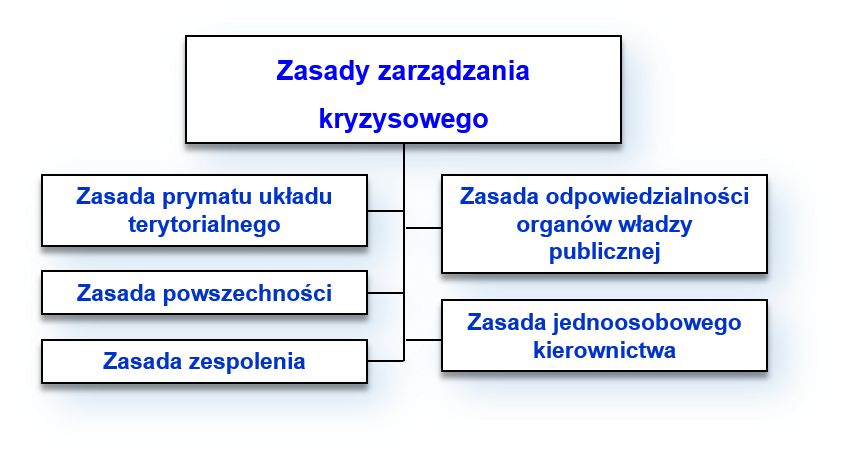 Zasady zarządzania
kryzysowego
Zasada prymatu układu
terytorialnego
Zasada powszechności
Zasada zespolenia
Zasada odpowiedzialności
organów władzy
publicznej
Zasada jednoosobowego
kierownictwa